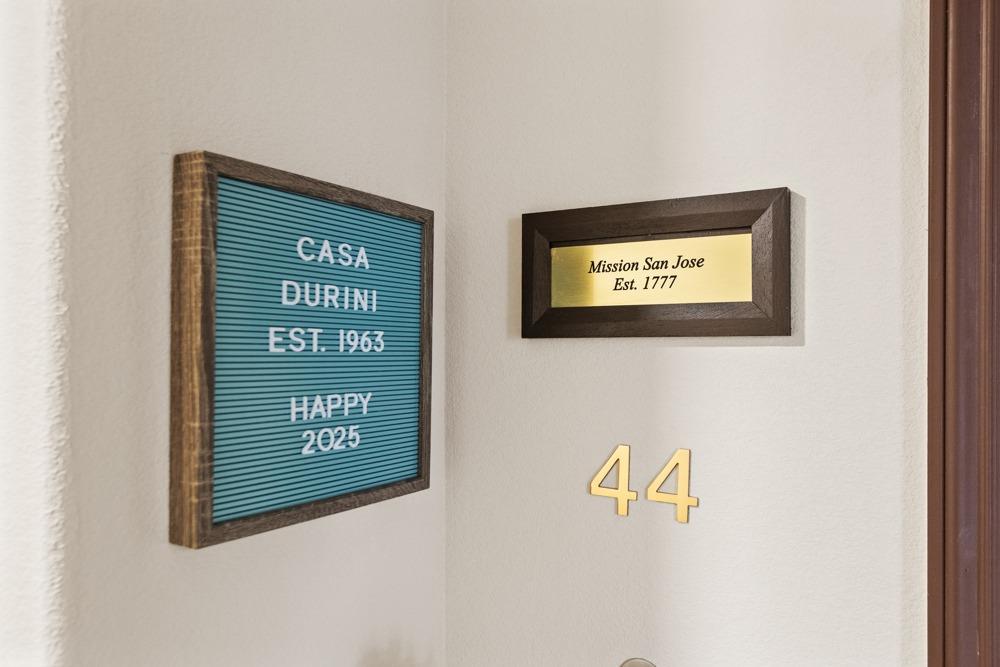 CASA
DURINI
EST. 1963
HAPPY
2025
Mission San Jose
Est. 1777
44